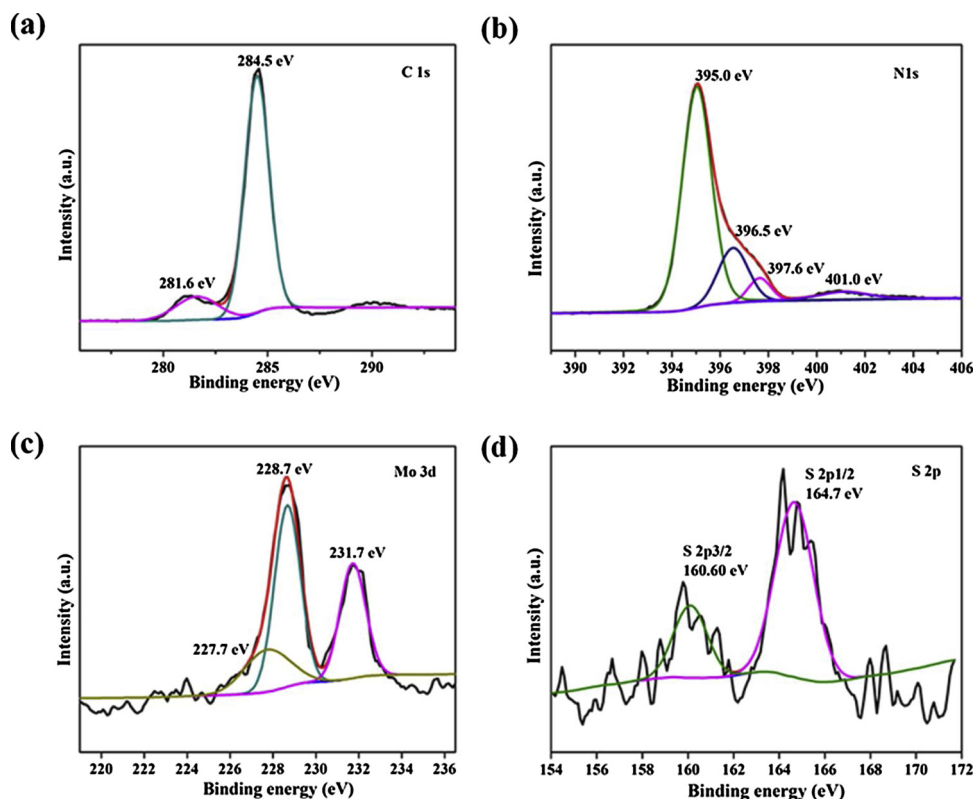 (a)
C 1s
284.5 eV
281.6 eV
Intensity (a.u.)
280 285 290
Binding energy (eV)
(b)
N1s
395.0 eV
396.5 eV
397.6 eV
401.0 eV
Intensity (a.u.)
390 392 394 396 398 400 402 404 406
Binding energy (eV)
(c)
Mo 3d
228.7 eV
231.7 eV
227.7 eV
Intensity (a.u.)
220 222 224 226 228 230 232 234 236
Binding energy (eV)
(d)
S 2p
S 2p1/2
164.7 eV
S 2p3/2
160.60 eV
Intensity (a.u.)
154 156 158 160 162 164 166 168 170 172
Binding energy (eV)